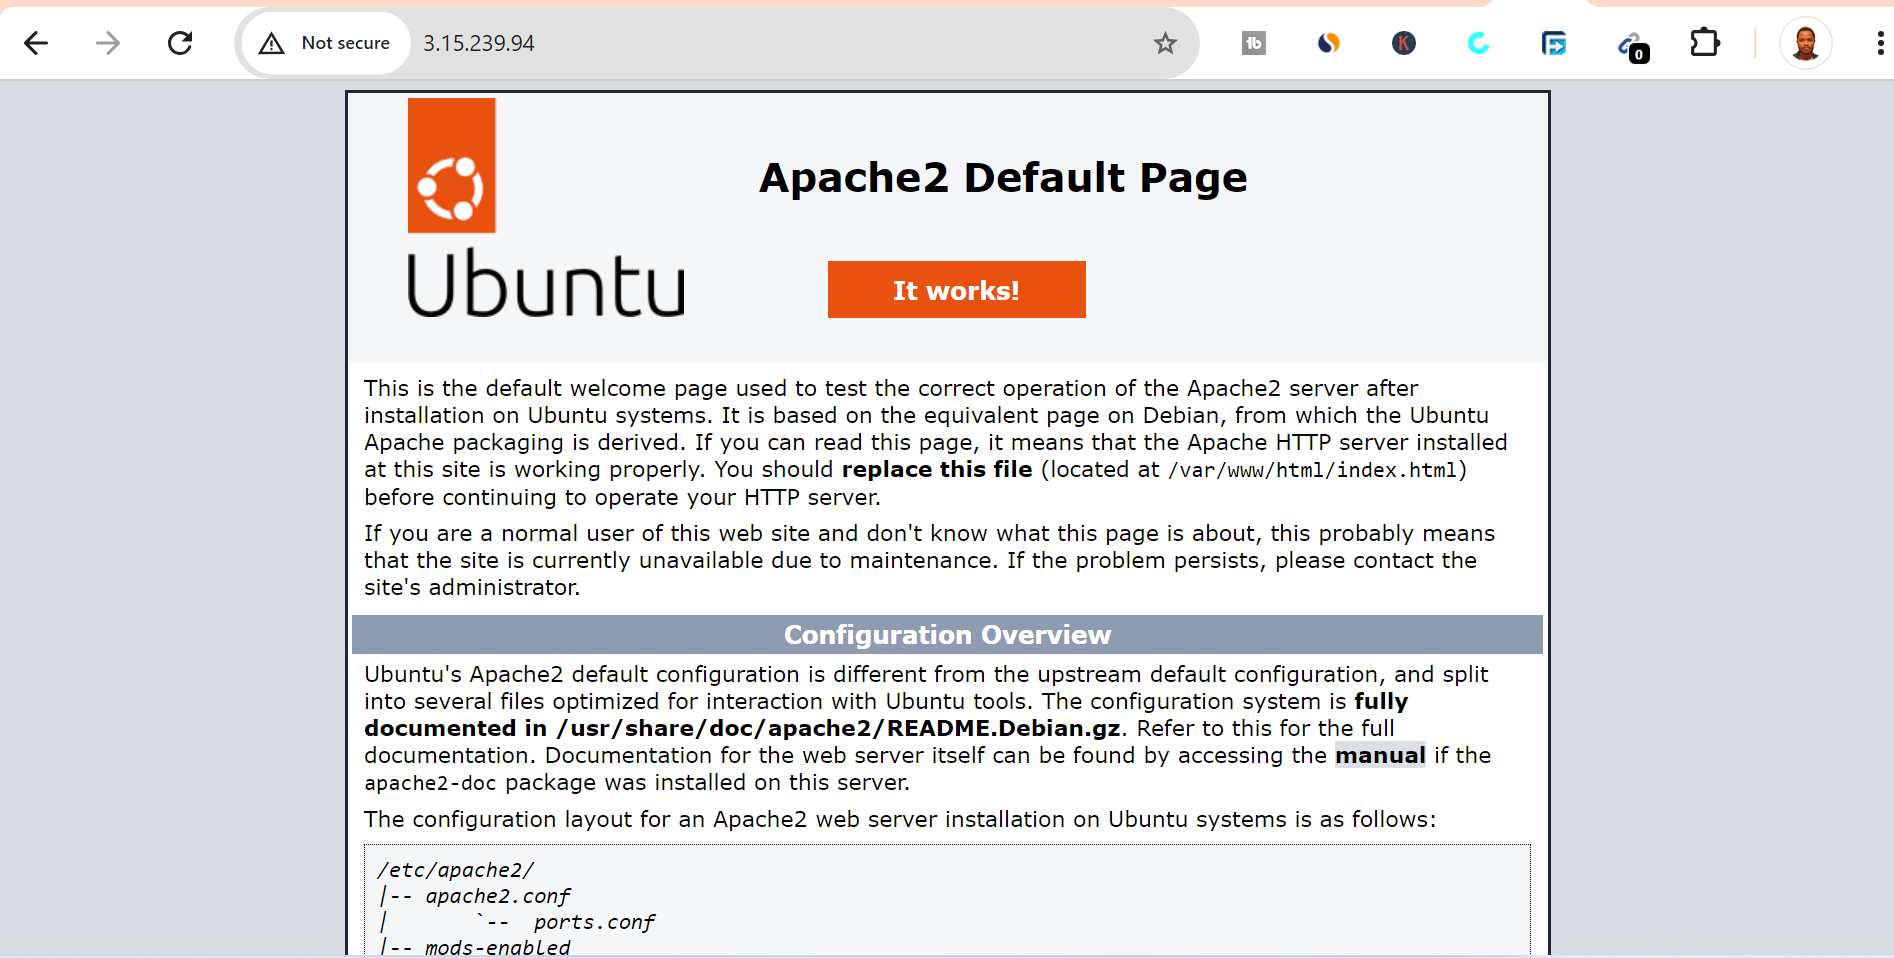 Not secure 3.15.239.94
1b
K
0
Ubuntu
Apache2 Default Page
It works!
This is the default welcome page used to test the correct operation of the Apache2 server after
installation on Ubuntu systems. It is based on the equivalent page on Debian, from which the Ubuntu
Apache packaging is derived. If you can read this page, it means that the Apache HTTP server installed
at this site is working properly. You should replace this file (located at /var/www/html/index.html)
before continuing to operate your HTTP server.
If you are a normal user of this web site and don't know what this page is about, this probably means
that the site is currently unavailable due to maintenance. If the problem persists, please contact the
site's administrator.
Configuration Overview
Ubuntu's Apache2 default configuration is different from the upstream default configuration, and split
into several files optimized for interaction with Ubuntu tools. The configuration system is fully
documented in /usr/share/doc/apache2/README.Debian.gz. Refer to this for the full
documentation. Documentation for the web server itself can be found by accessing the manual if the
apache2-doc package was installed on this server.
The configuration layout for an Apache2 web server installation on Ubuntu systems is as follows:
/etc/apache2/
|-- apache2.conf
|       `--  ports.conf
|-- mods-enabled